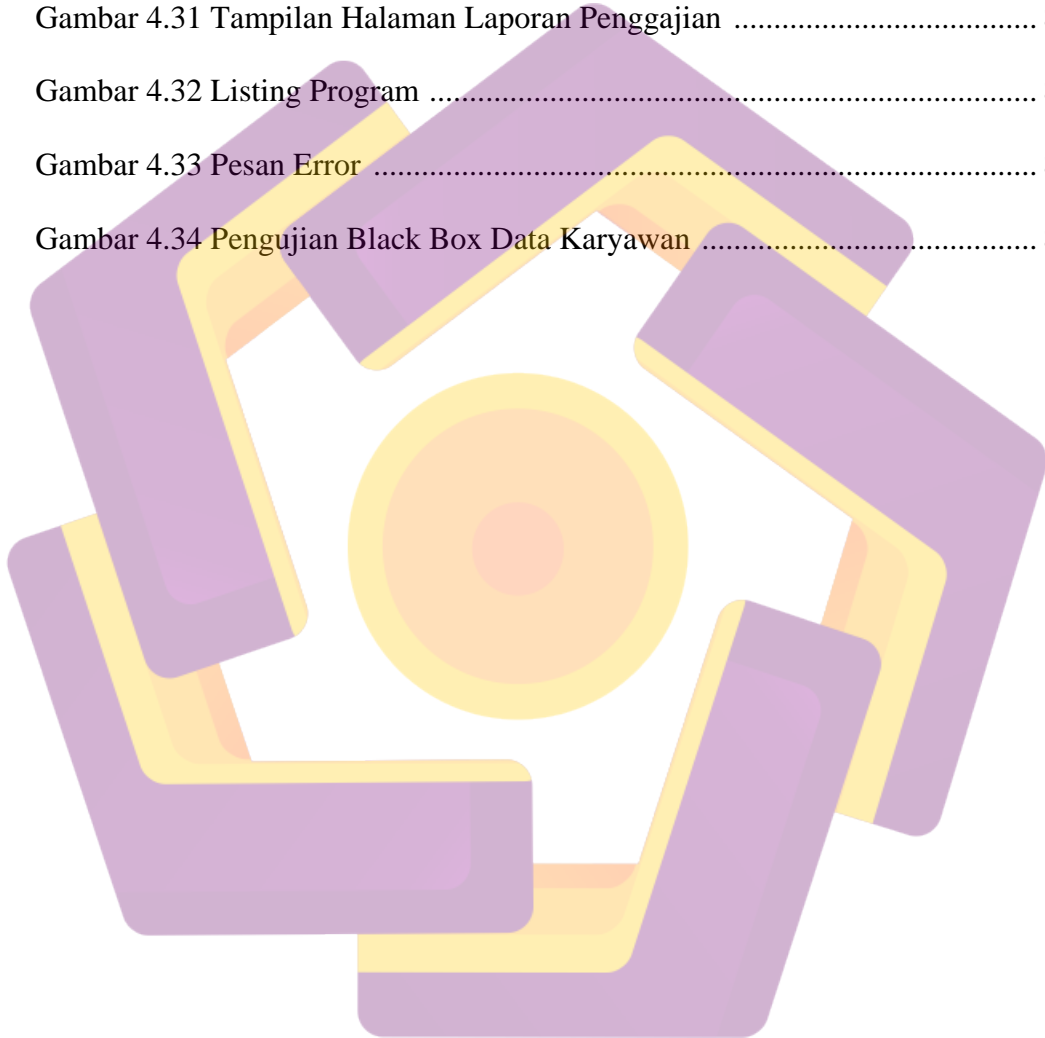 Gambar 4.31 Tampilan Halaman Laporan Penggajian .....................................
Gambar 4.32 Listing Program ..........................................................................
Gambar 4.33 Pesan Error .................................................................................
Gambar 4.34 Pengujian Black Box Data Karyawan .........................................